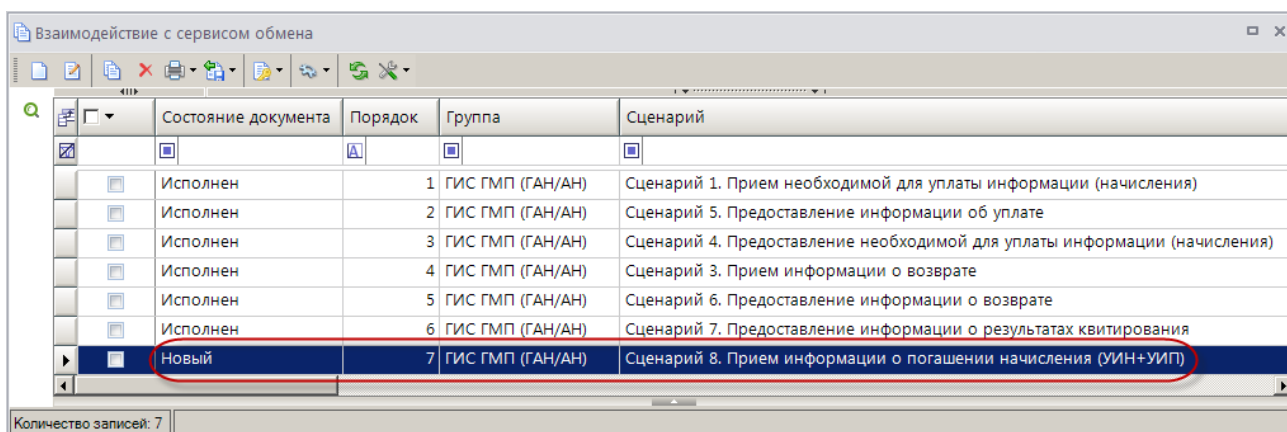 Взаимодействие с сервисом обмена
Состояние документа Порядок Группа Сценарий
A
Исполнен 1 ГИС ГМП (ГАН/АН) Сценарий 1. Прием необходимой для уплаты информации (начисления)
Исполнен 2 ГИС ГМП (ГАН/АН) Сценарий 5. Предоставление информации об уплате
Исполнен 3 ГИС ГМП (ГАН/АН) Сценарий 4. Предоставление необходимой для уплаты информации (начисления)
Исполнен 4 ГИС ГМП (ГАН/АН) Сценарий 3. Прием информации о возврате
Исполнен 5 ГИС ГМП (ГАН/АН) Сценарий 6. Предоставление информации о возврате
Исполнен 6 ГИС ГМП (ГАН/АН) Сценарий 7. Предоставление информации о результатах квитирования
Новый 7 ГИС ГМП (ГАН/АН) Сценарий 8. Прием информации о погашении начисления (УИН+УИП)
Количество записей: 7